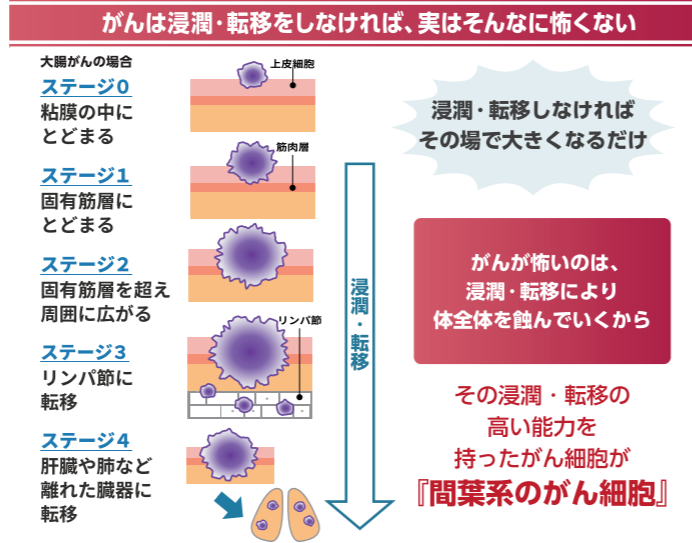 がんは浸潤・転移をしなければ、実はそんなに怖くない
大腸がんの場合
ステージ0
粘膜の中に
とどまる
上皮細胞
ステージ1
固有筋層に
とどまる
筋肉層
ステージ2
固有筋層を超え
周囲に広がる
ステージ3
リンパ節に
転移
リンパ節
ステージ4
肝臓や肺など
離れた臓器に
転移
浸潤・転移
浸潤・転移しなければ
その場で大きくなるだけ
がんが怖いのは、
浸潤・転移により
体全体を蝕んでいくから
その浸潤・転移の
高い能力を
持ったがん細胞が
『間葉系のがん細胞』